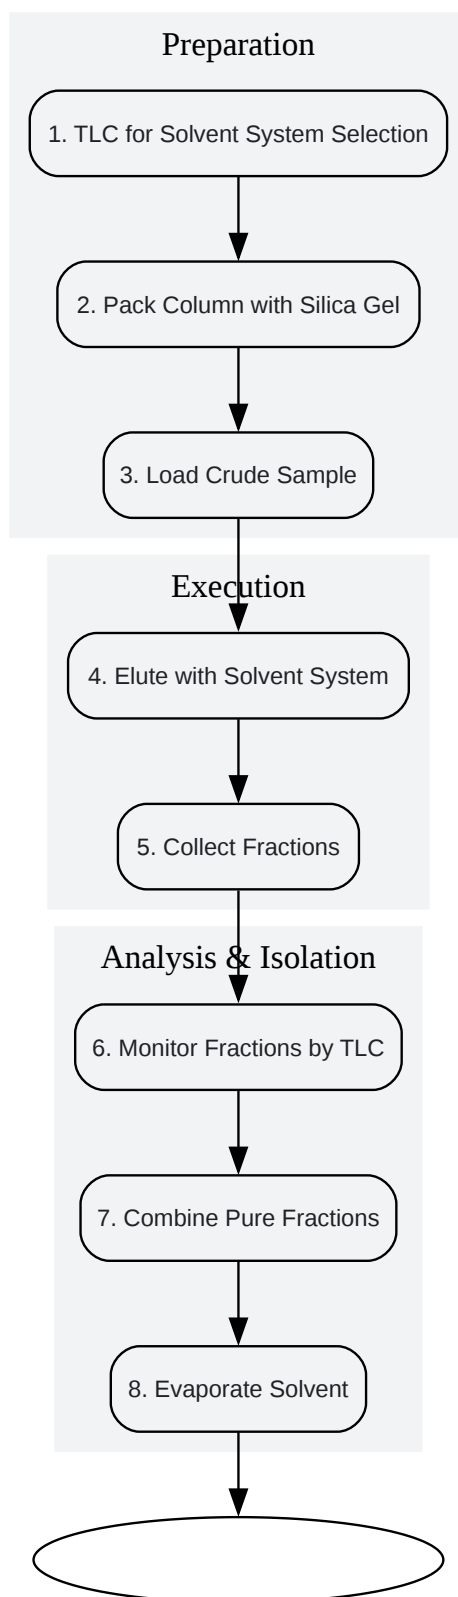 Preparation
1. TLC for Solvent System Selection
2. Pack Column with Silica Gel
3. Load Crude Sample
Execution
4. Elute with Solvent System
5. Collect Fractions
Analysis & Isolation
6. Monitor Fractions by TLC
7. Combine Pure Fractions
8. Evaporate Solvent